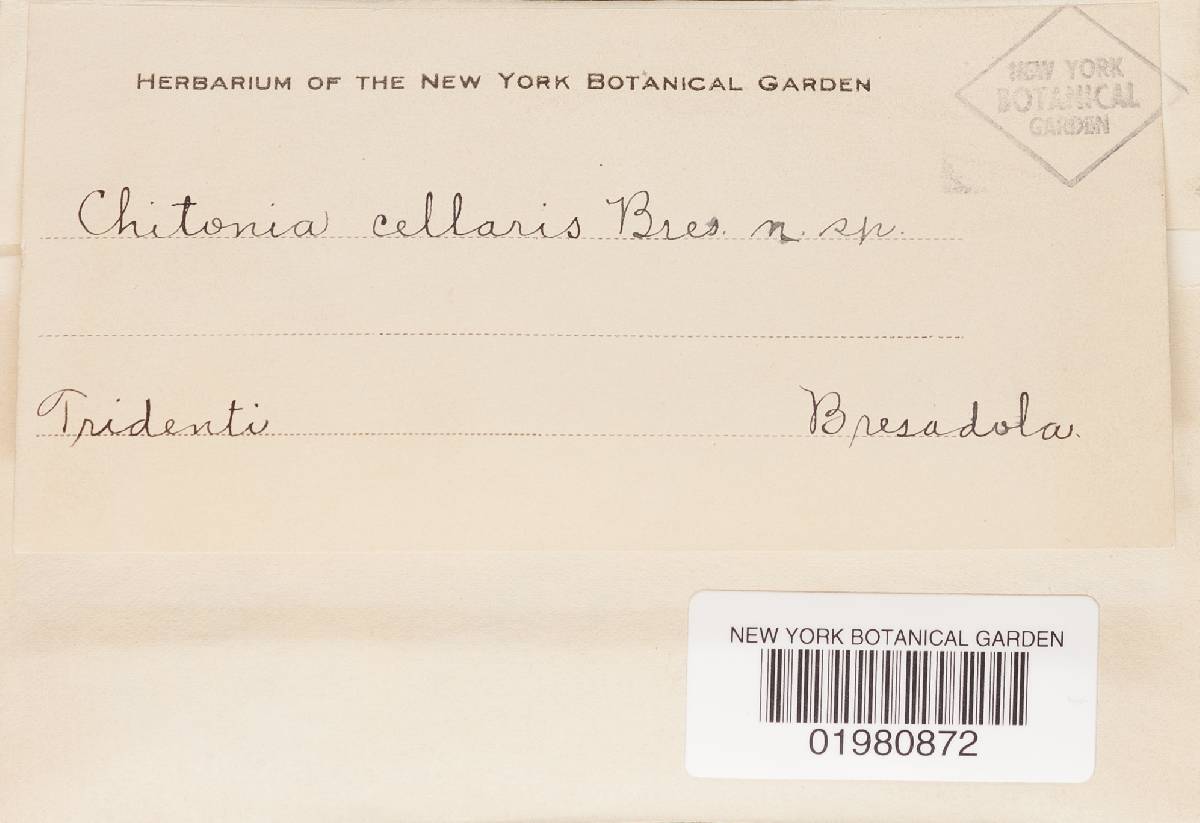 HERBARIUM OF THE NEW YORK BOTANICAL GARDEN
NEW YORK
BOTANICAL
GARDEN
Chitonia cellaris Bres. n. sp.
Tridenti Bresadola.
NEW YORK BOTANICAL GARDEN
01980872